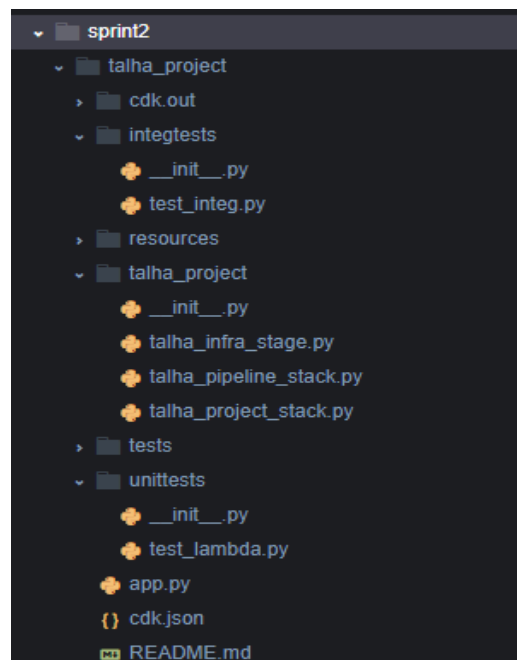 sprint2
talha_project
cdk.out
integtests
__init__.py
test_integ.py
resources
talha_project
__init__.py
talha_infra_stage.py
talha_pipeline_stack.py
talha_project_stack.py
tests
unittests
__init__.py
test_lambda.py
app.py
{} cdk.json
README.md